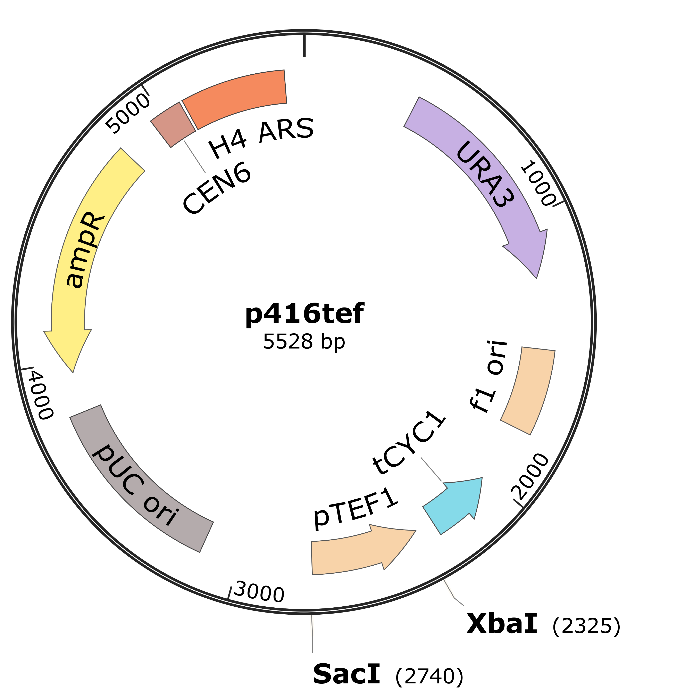 5000
H4 ARS
CEN6
URA3
1000
ampR
p416tef
5528 bp
f1 ori
4000
tCYC1
2000
pUC ori
pTEF1
3000
XbaI (2325)
SacI (2740)